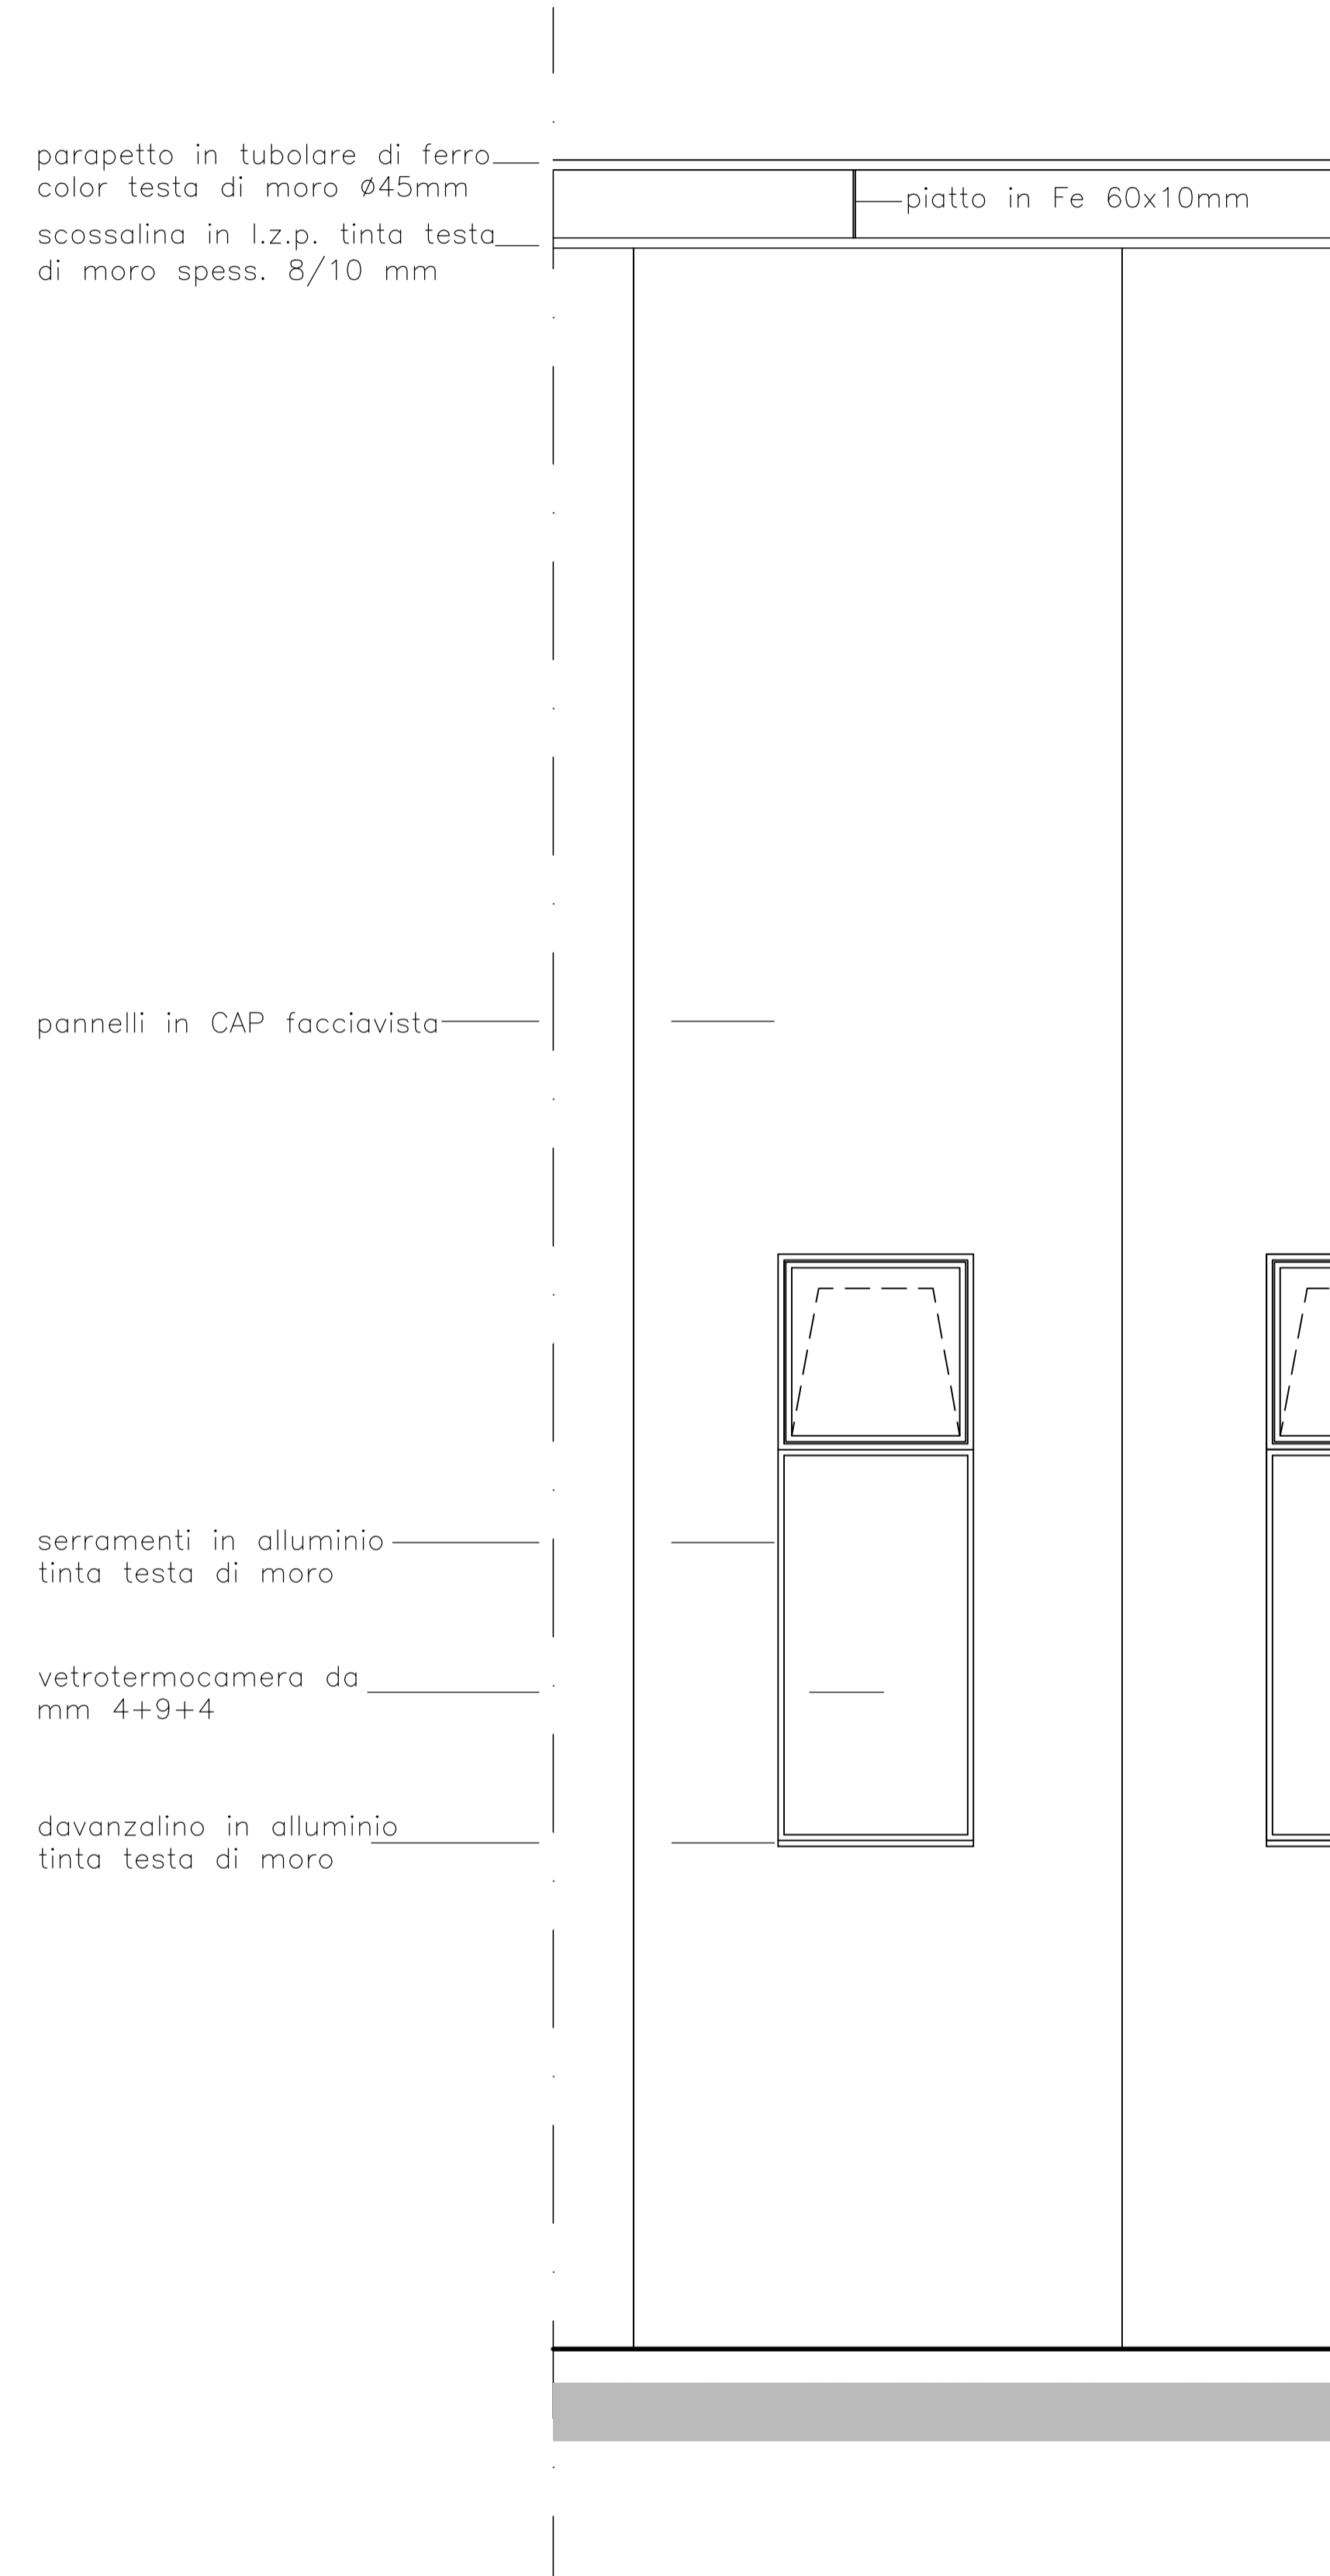 parapetto in tubolare di ferro
color testa di moro ø45mm
piatto in Fe 60x10mm
scossalina in l.z.p. tinta testa
di moro spess. 8/10 mm
pannelli in CAP facciavista
serramenti in alluminio
tinta testa di moro
vetrotermocamera da
mm 4+9+4
davanzalino in alluminio
tinta testa di moro